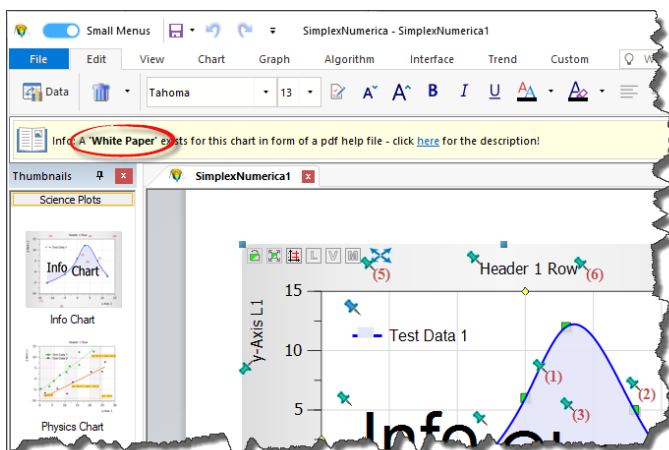 Small Menus SimplexNumerica - SimplexNumerica1
File Edit View Chart Graph Algorithm Interface Trend Custom
Data Tahoma 13 A A B I U A A
Info: A 'White Paper' exists for this chart in form of a pdf help file - click here for the description!
Thumbnails SimplexNumerica1
Science Plots
Info Chart
Info Chart
Physics Chart
L V M
(5) Header 1 Row (6)
15
y-Axis L1
Test Data 1
10
(1)
(2)
(3)
5
Info